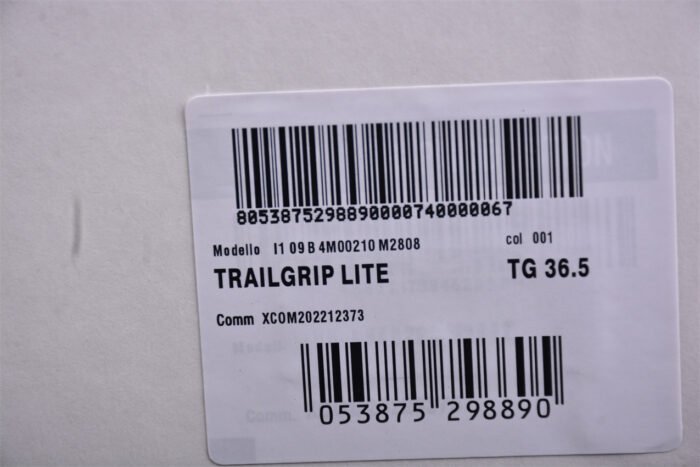 8053875298890000740000067
Modello I1 09 B 4M00210 M2808 col 001
TRAILGRIP LITE TG 36.5
Comm XCOM202212373
053875 298890